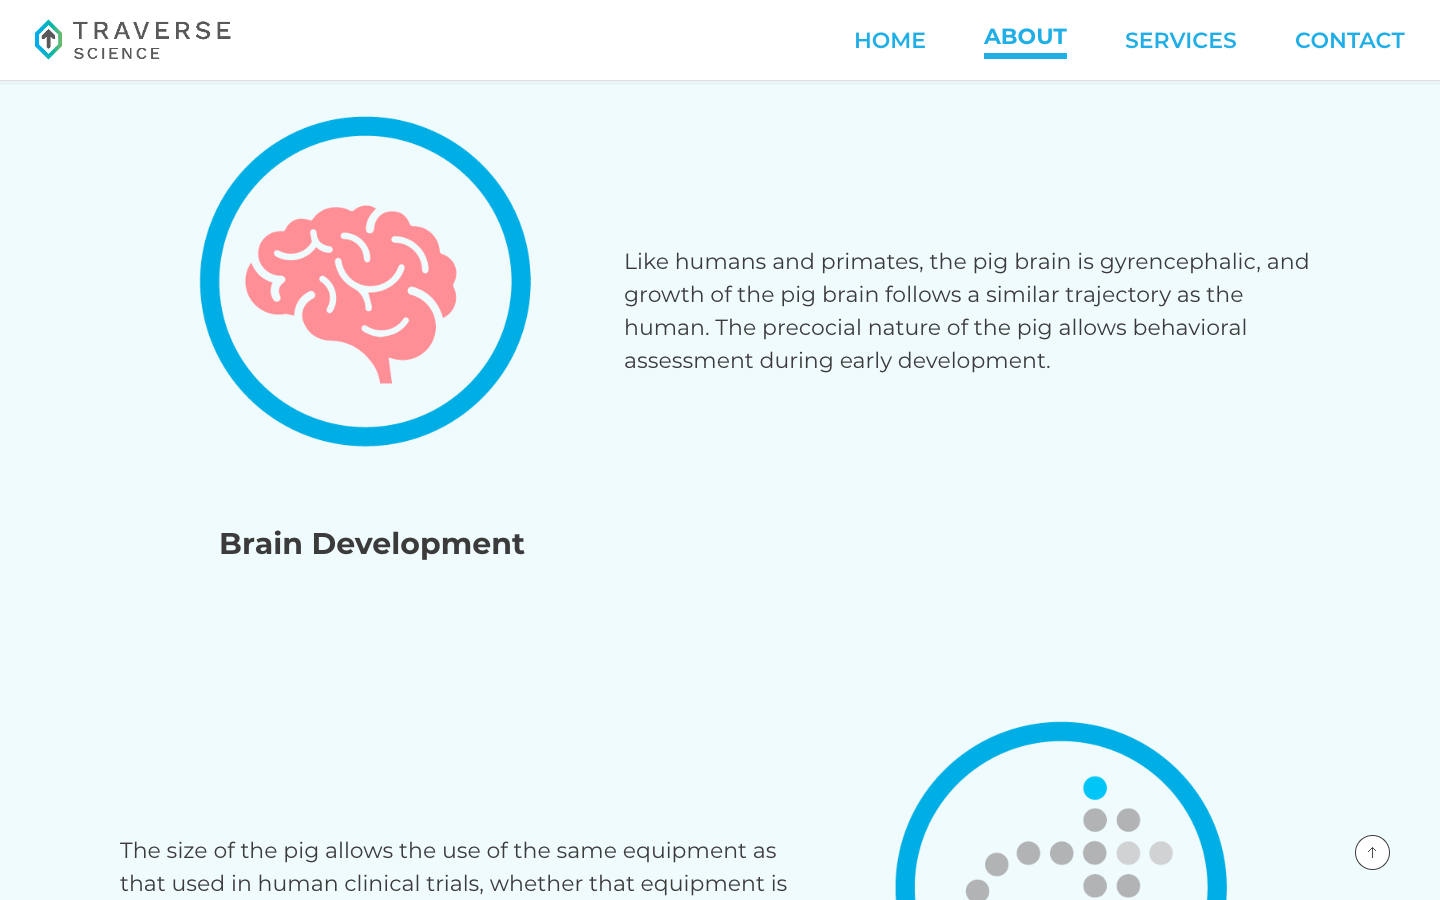 TRAVERSE
SCIENCE
HOME
ABOUT
SERVICES
CONTACT
Like humans and primates, the pig brain is gyrencephalic, and
growth of the pig brain follows a similar trajectory as the
human. The precocial nature of the pig allows behavioral
assessment during early development.
Brain Development
The size of the pig allows the use of the same equipment as
that used in human clinical trials, whether that equipment is